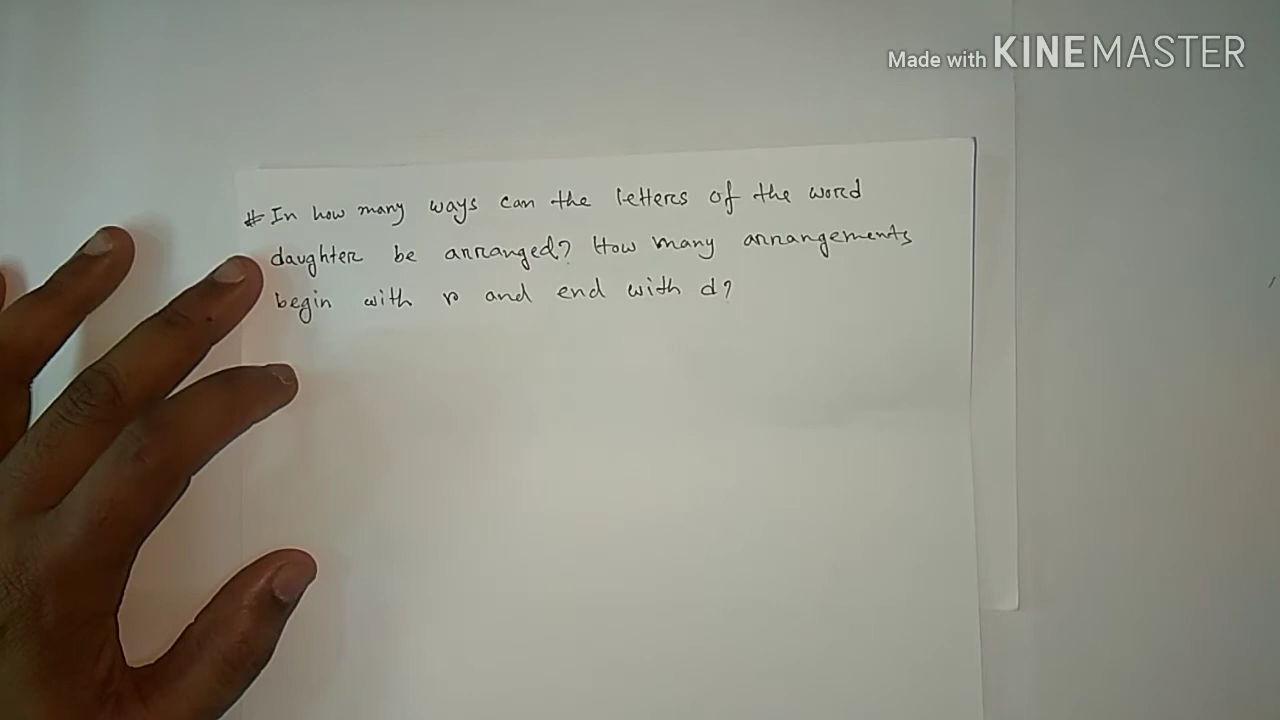 Made with KINEMASTER
# In how many ways can the letters of the word
daughter be arranged? How many arrangements
begin with r and end with d?